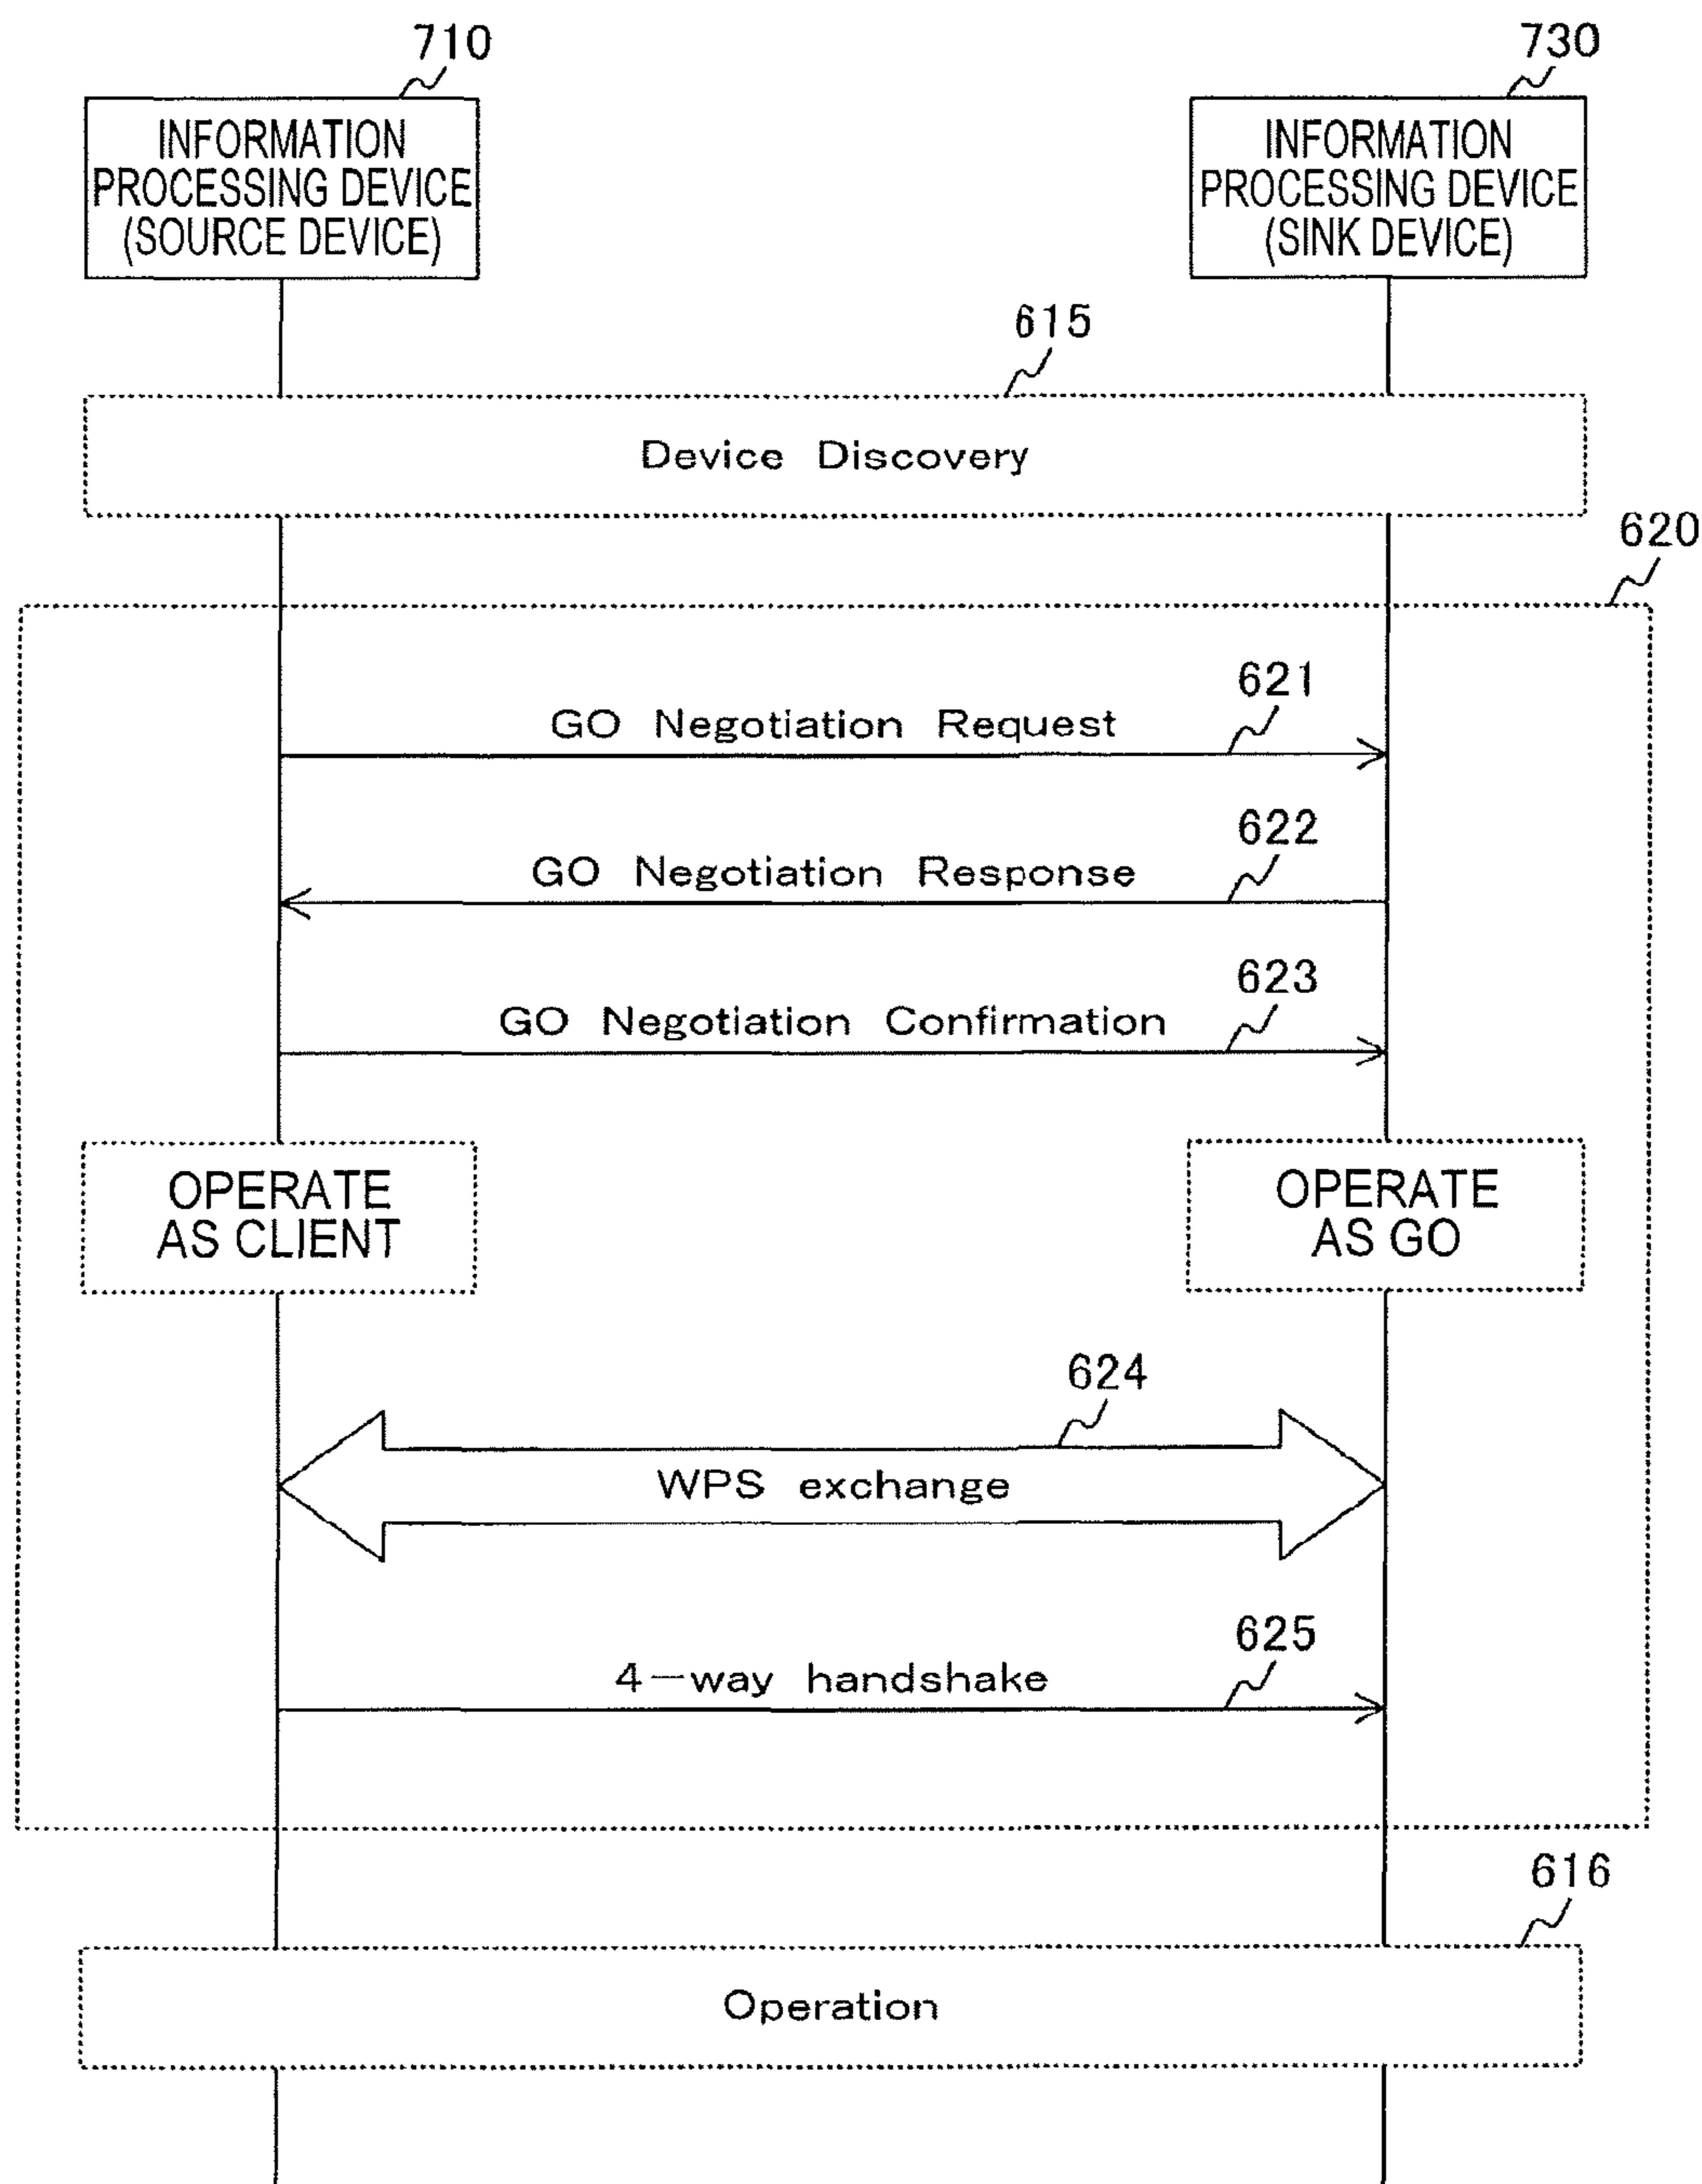 710
730
INFORMATION
PROCESSING DEVICE
(SOURCE DEVICE)
INFORMATION
PROCESSING DEVICE
(SINK DEVICE)
615
Device Discovery
620
621
GO Negotiation Request
622
GO Negotiation Response
623
GO Negotiation Confirmation
OPERATE
AS CLIENT
OPERATE
AS GO
624
WPS exchange
625
4-way handshake
616
Operation